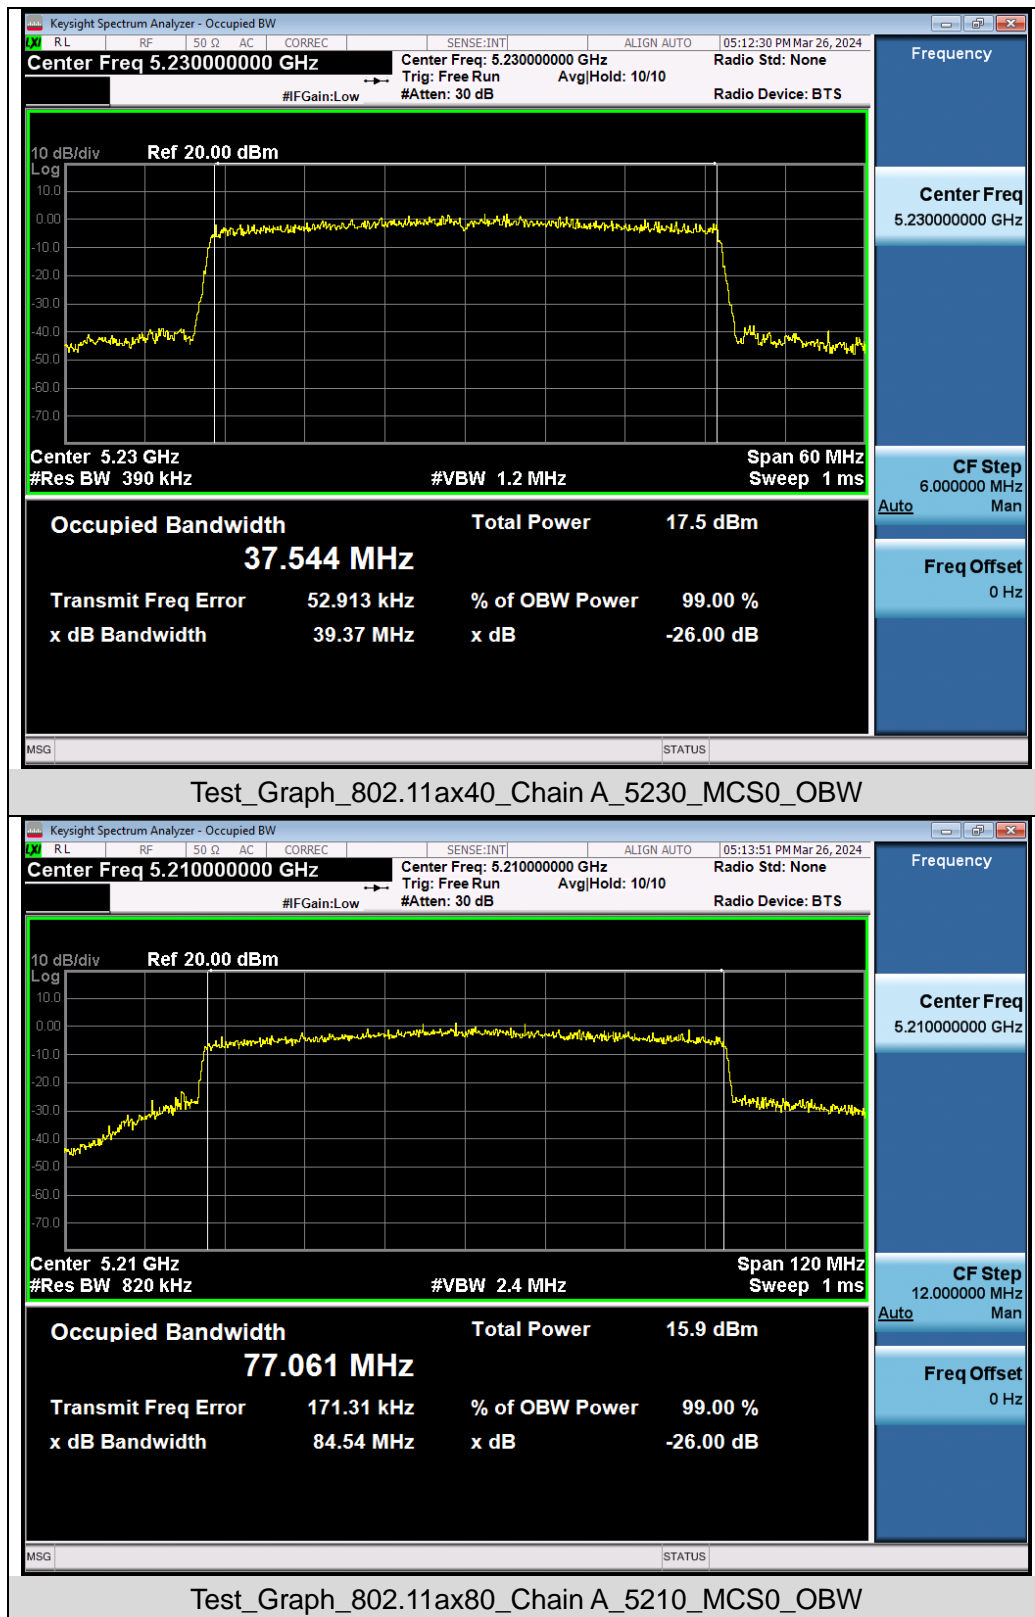 Keysight Spectrum Analyzer - Occupied BW
LXI RL RF 50 Ω AC CORREC SENSE:INT ALIGN AUTO 05:12:30 PM Mar 26, 2024
Center Freq 5.230000000 GHz
Center Freq: 5.230000000 GHz
Radio Std: None
Trig: Free Run Avg|Hold: 10/10
#IFGain:Low
#Atten: 30 dB
Radio Device: BTS
Frequency
10 dB/div Ref 20.00 dBm
Log
10.0
0.00
-10.0
-20.0
-30.0
-40.0
-50.0
-60.0
-70.0
Center 5.23 GHz Span 60 MHz
#Res BW 390 kHz #VBW 1.2 MHz Sweep 1 ms
Center Freq
5.230000000 GHz
CF Step
6.000000 MHz
Auto Man
Freq Offset
0 Hz
Occupied Bandwidth Total Power 17.5 dBm
37.544 MHz
Transmit Freq Error 52.913 kHz % of OBW Power 99.00 %
x dB Bandwidth 39.37 MHz x dB -26.00 dB
MSG STATUS
Test_Graph_802.11ax40_Chain A_5230_MCS0_OBW
Keysight Spectrum Analyzer - Occupied BW
LXI RL RF 50 Ω AC CORREC SENSE:INT ALIGN AUTO 05:13:51 PM Mar 26, 2024
Center Freq 5.210000000 GHz
Center Freq: 5.210000000 GHz
Radio Std: None
Trig: Free Run Avg|Hold: 10/10
#IFGain:Low
#Atten: 30 dB
Radio Device: BTS
Frequency
10 dB/div Ref 20.00 dBm
Log
10.0
0.00
-10.0
-20.0
-30.0
-40.0
-50.0
-60.0
-70.0
Center 5.21 GHz Span 120 MHz
#Res BW 820 kHz #VBW 2.4 MHz Sweep 1 ms
Center Freq
5.210000000 GHz
CF Step
12.000000 MHz
Auto Man
Freq Offset
0 Hz
Occupied Bandwidth Total Power 15.9 dBm
77.061 MHz
Transmit Freq Error 171.31 kHz % of OBW Power 99.00 %
x dB Bandwidth 84.54 MHz x dB -26.00 dB
MSG STATUS
Test_Graph_802.11ax80_Chain A_5210_MCS0_OBW